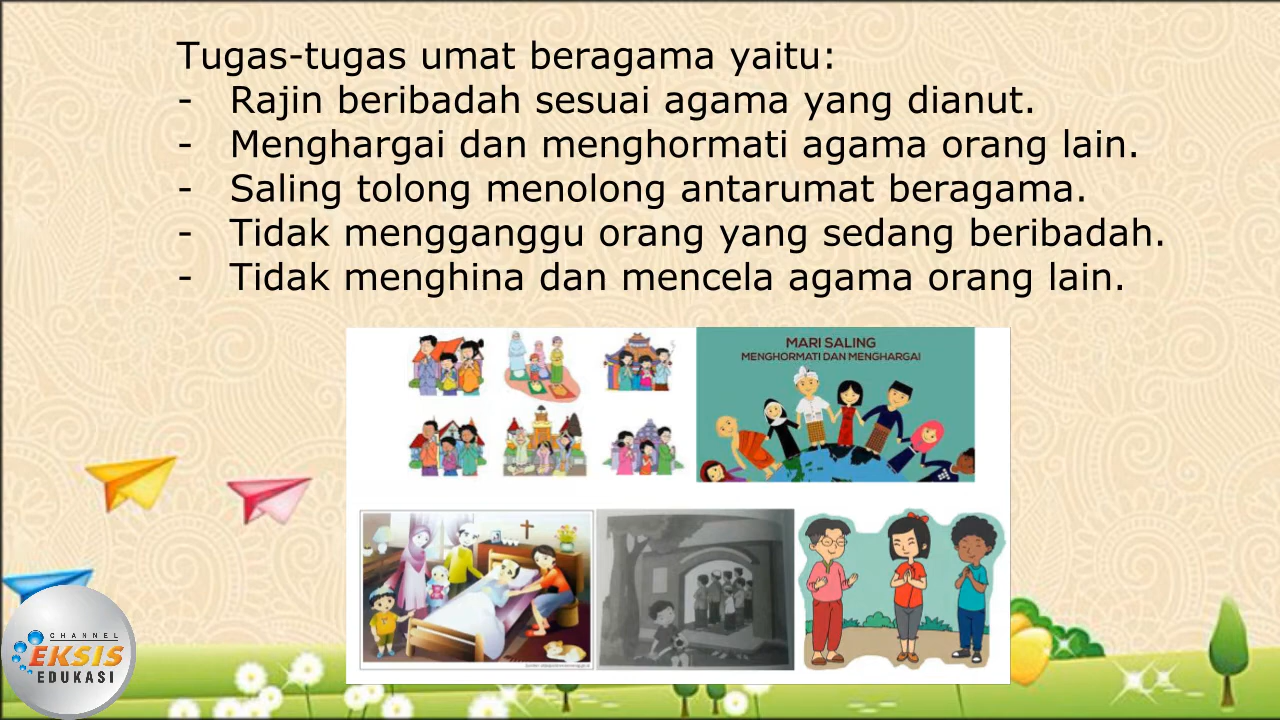 Tugas-tugas umat beragama yaitu:
- Rajin beribadah sesuai agama yang dianut.
- Menghargai dan menghormati agama orang lain.
- Saling tolong menolong antarumat beragama.
- Tidak mengganggu orang yang sedang beribadah.
- Tidak menghina dan mencela agama orang lain.
MARI SALING
MENGHORMATI DAN MENGHARGAI
CHANNEL
EKSIS
EDUKASI